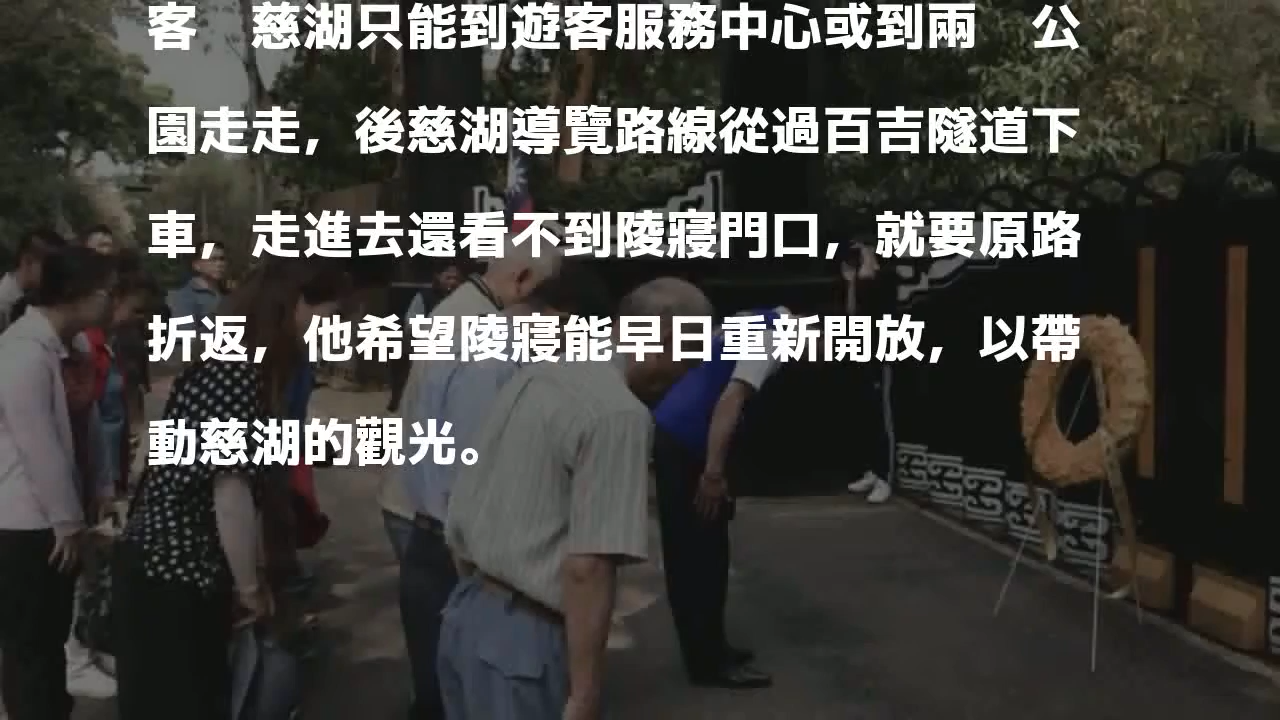 客　慈湖只能到遊客服務中心或到兩　公
園走走，後慈湖導覽路線從過百吉隧道下
車，走進去還看不到陵寢門口，就要原路
折返，他希望陵寢能早日重新開放，以帶
動慈湖的觀光。